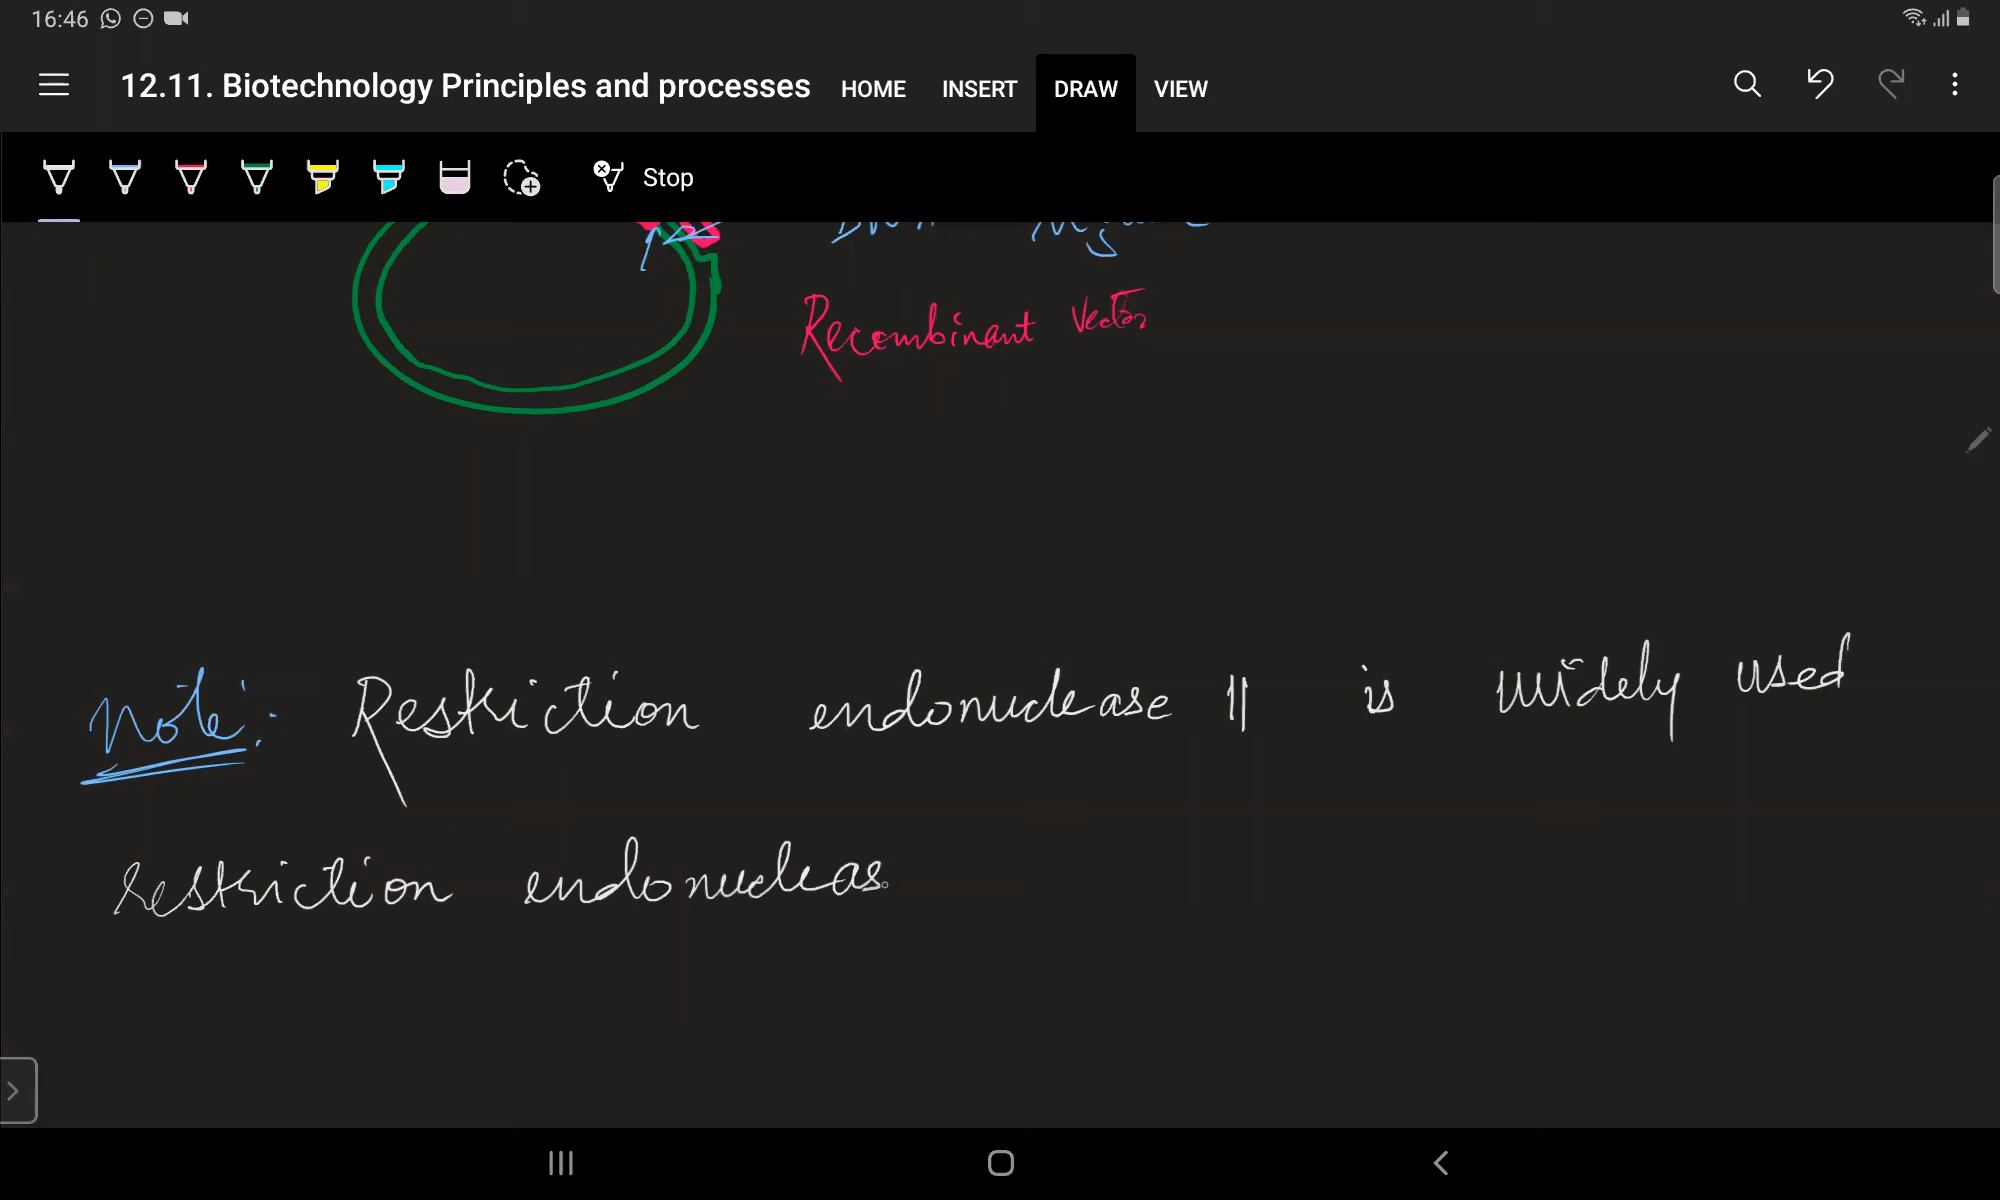 16:46
12.11. Biotechnology Principles and processes HOME INSERT DRAW VIEW
Stop
Recombinant Vector
Note: Restriction endonuclease II is widely used
restriction endonucleas